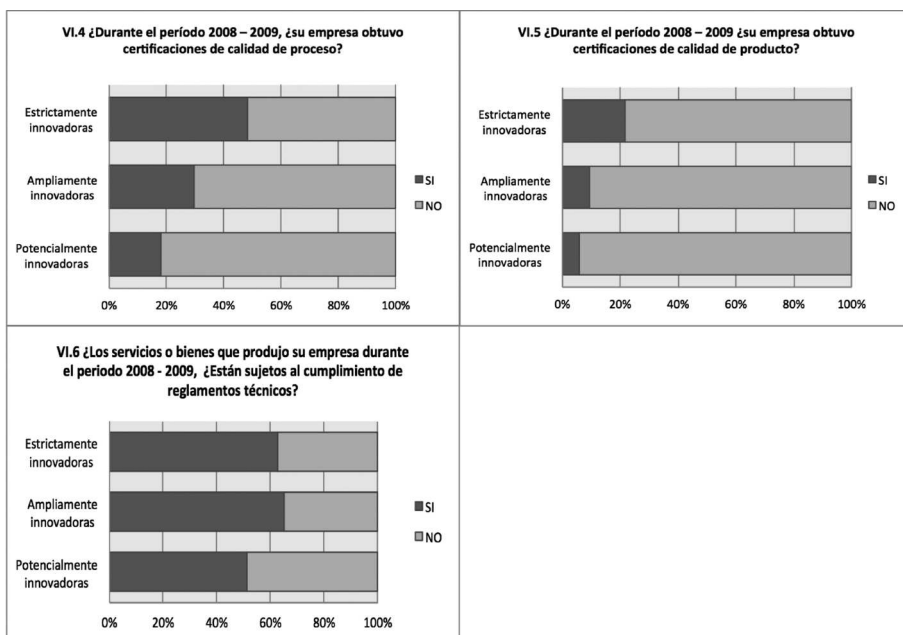 VI.4 ¿Durante el período 2008 – 2009, ¿su empresa obtuvo
certificaciones de calidad de proceso?
Estrictamente
innovadoras
Ampliamente
innovadoras
Potencialmente
innovadoras
SI
NO
0% 20% 40% 60% 80% 100%
VI.5 ¿Durante el período 2008 – 2009 ¿su empresa obtuvo
certificaciones de calidad de producto?
Estrictamente
innovadoras
Ampliamente
innovadoras
Potencialmente
innovadoras
SI
NO
0% 20% 40% 60% 80% 100%
VI.6 ¿Los servicios o bienes que produjo su empresa durante
el periodo 2008 - 2009, ¿Están sujetos al cumplimiento de
reglamentos técnicos?
Estrictamente
innovadoras
Ampliamente
innovadoras
Potencialmente
innovadoras
SI
NO
0% 20% 40% 60% 80% 100%